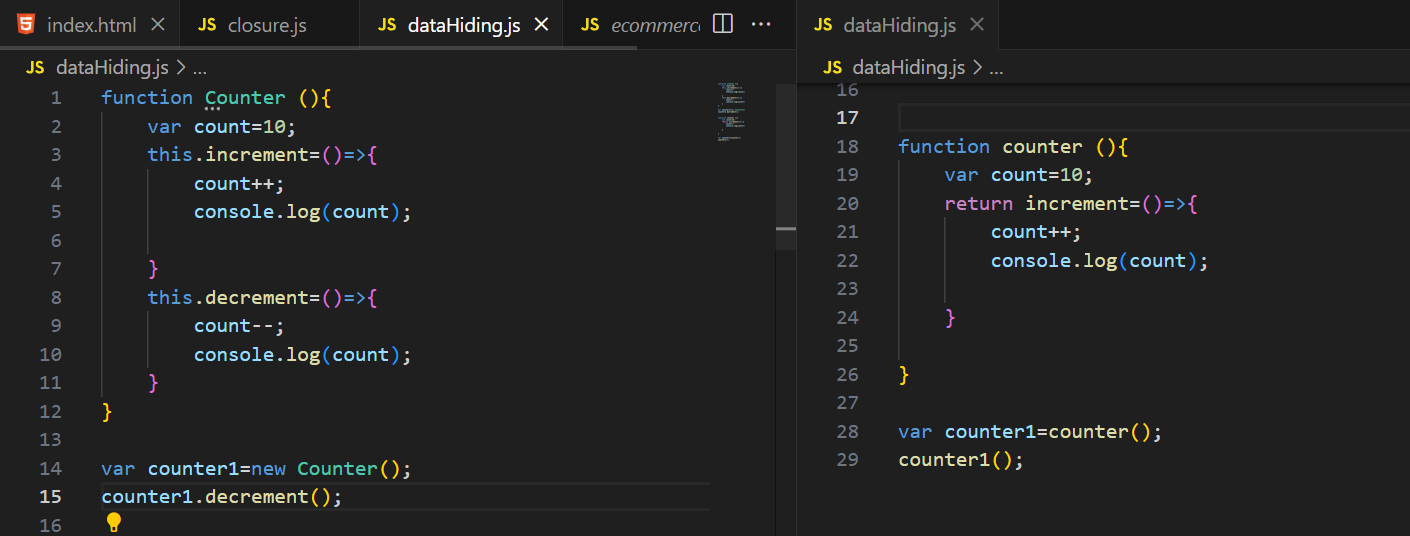 index.html
JS closure.js
JS dataHiding.js
JS ecommerc
JS dataHiding.js > ...
1 function Counter (){
2 var count=10;
3 this.increment=()=>{
4 count++;
5 console.log(count);
6
7 }
8 this.decrement=()=>{
9 count--;
10 console.log(count);
11 }
12 }
13
14 var counter1=new Counter();
15 counter1.decrement();
16
JS dataHiding.js
JS dataHiding.js > ...
16
17
18 function counter (){
19 var count=10;
20 return increment=()=>{
21 count++;
22 console.log(count);
23
24 }
25
26 }
27
28 var counter1=counter();
29 counter1();